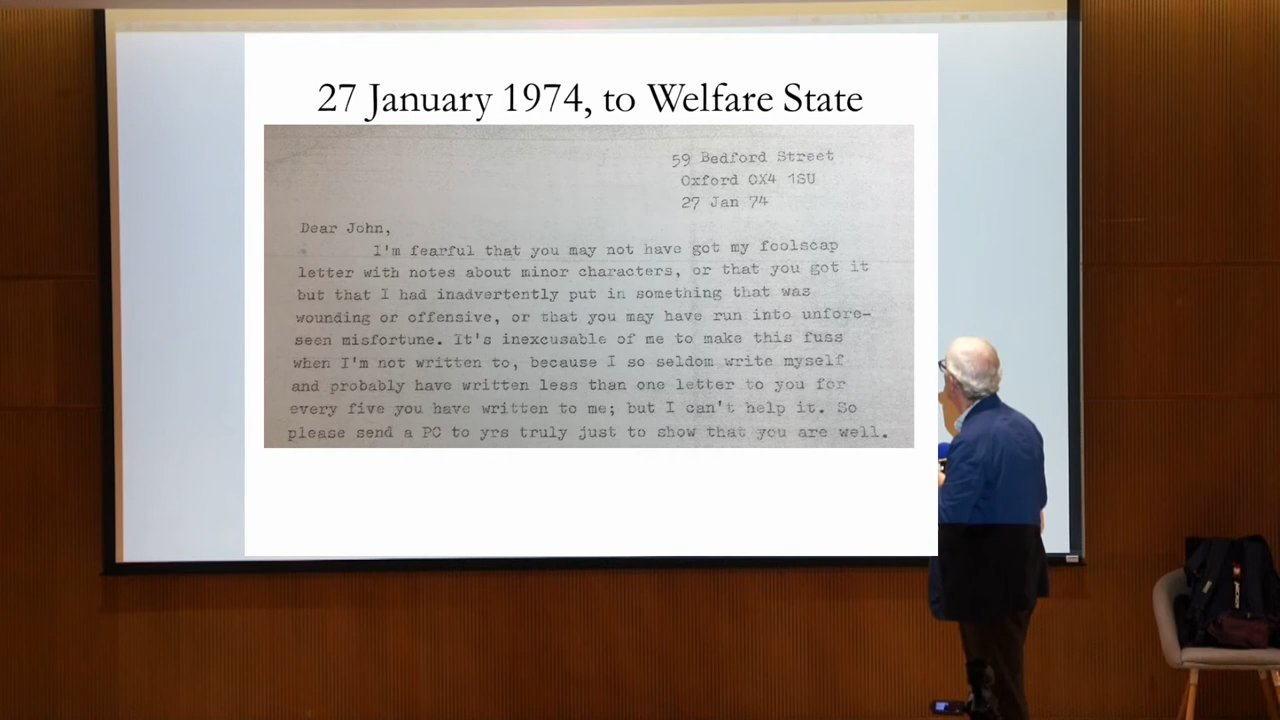 27 January 1974, to Welfare State
59 Bedford Street
Oxford OX4 1SU
27 Jan 74
Dear John,
I'm fearful that you may not have got my foolscap
letter with notes about minor characters, or that you got it
but that I had inadvertently put in something that was
wounding or offensive, or that you may have run into unfore-
seen misfortune. It's inexcusable of me to make this fuss
when I'm not written to, because I so seldom write myself
and probably have written less than one letter to you for
every five you have written to me; but I can't help it. So
please send a PC to yrs truly just to show that you are well.